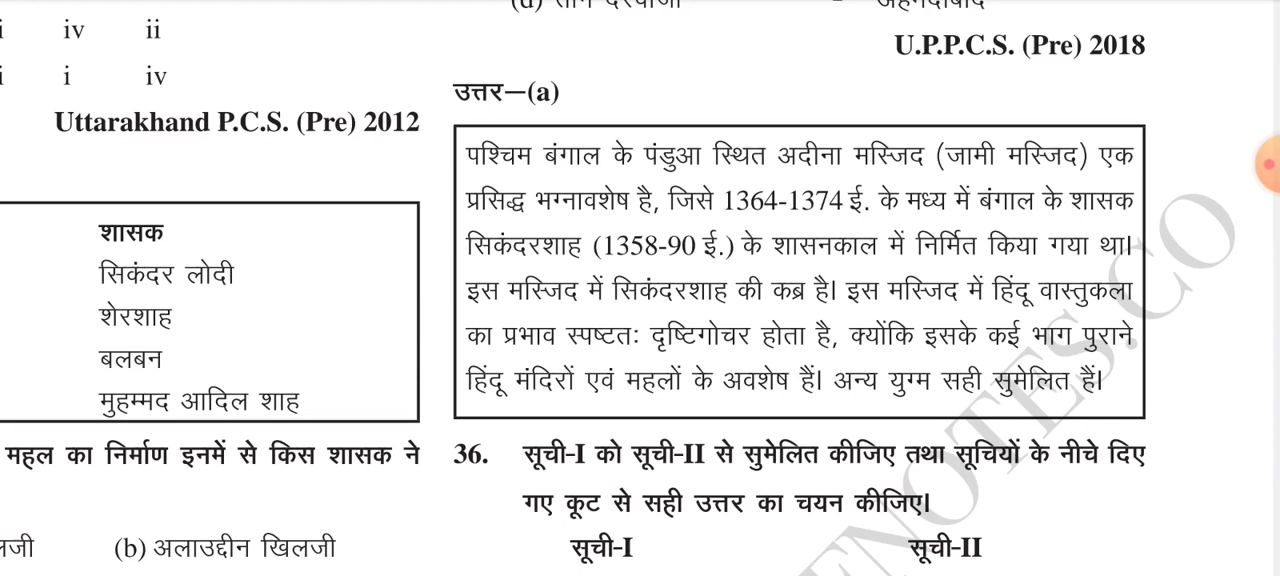 iv ii
i iv
Uttarakhand P.C.S. (Pre) 2012
शासक
सिकंदर लोदी
शेरशाह
बलबन
मुहम्मद आदिल शाह
महल का निर्माण इनमें से किस शासक ने
(b) अलाउद्दीन खिलजी
U.P.P.C.S. (Pre) 2018
उत्तर—(a)
पश्चिम बंगाल के पंडुआ स्थित अदीना मस्जिद (जामी मस्जिद) एक
प्रसिद्ध भग्नावशेष है, जिसे 1364-1374 ई. के मध्य में बंगाल के शासक
सिकंदरशाह (1358-90 ई.) के शासनकाल में निर्मित किया गया था।
इस मस्जिद में सिकंदरशाह की कब्र है। इस मस्जिद में हिंदू वास्तुकला
का प्रभाव स्पष्टतः दृष्टिगोचर होता है, क्योंकि इसके कई भाग पुराने
हिंदू मंदिरों एवं महलों के अवशेष हैं। अन्य युग्म सही सुमेलित हैं।
36. सूची-I को सूची-II से सुमेलित कीजिए तथा सूचियों के नीचे दिए
गए कूट से सही उत्तर का चयन कीजिए।
सूची-I सूची-II